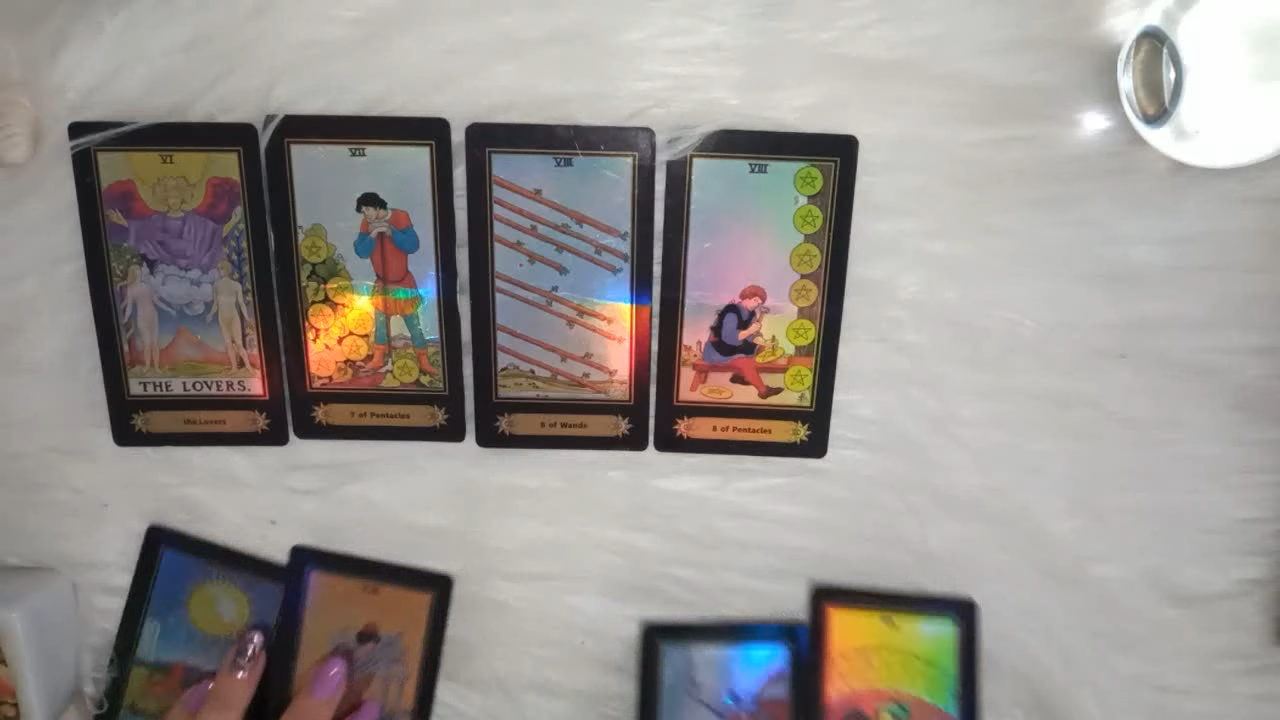 VI
THE LOVERS.
the Lovers
VII
7 of Pentacles
VIII
8 of Wands
VIII
8 of Pentacles